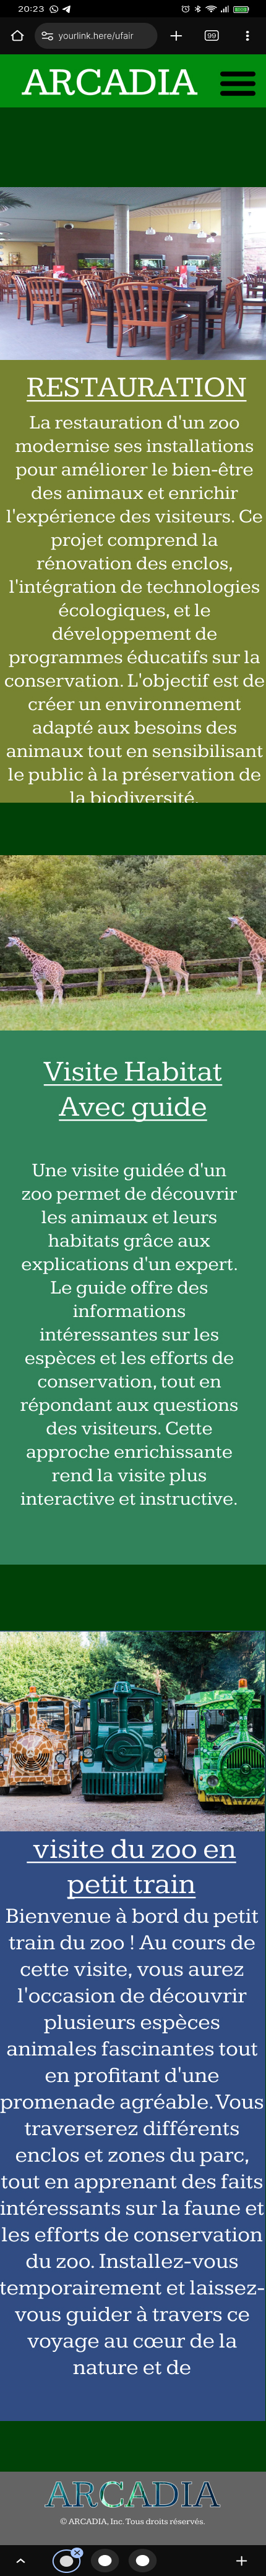 20:23
yourlink.here/ufair
99
ARCADIA
RESTAURATION
La restauration d'un zoo
modernise ses installations
pour améliorer le bien-être
des animaux et enrichir
l'expérience des visiteurs. Ce
projet comprend la
rénovation des enclos,
l'intégration de technologies
écologiques, et le
développement de
programmes éducatifs sur la
conservation. L'objectif est de
créer un environnement
adapté aux besoins des
animaux tout en sensibilisant
le public à la préservation de
la biodiversité.
Visite Habitat
Avec guide
Une visite guidée d'un
zoo permet de découvrir
les animaux et leurs
habitats grâce aux
explications d'un expert.
Le guide offre des
informations
intéressantes sur les
espèces et les efforts de
conservation, tout en
répondant aux questions
des visiteurs. Cette
approche enrichissante
rend la visite plus
interactive et instructive.
visite du zoo en
petit train
Bienvenue à bord du petit
train du zoo ! Au cours de
cette visite, vous aurez
l'occasion de découvrir
plusieurs espèces
animales fascinantes tout
en profitant d'une
promenade agréable.Vous
traverserez différents
enclos et zones du parc,
tout en apprenant des faits
intéressants sur la faune et
les efforts de conservation
du zoo. Installez-vous
temporairement et laissez-
vous guider à travers ce
voyage au cœur de la
nature et de
ARCADIA
© ARCADIA, Inc. Tous droits réservés.